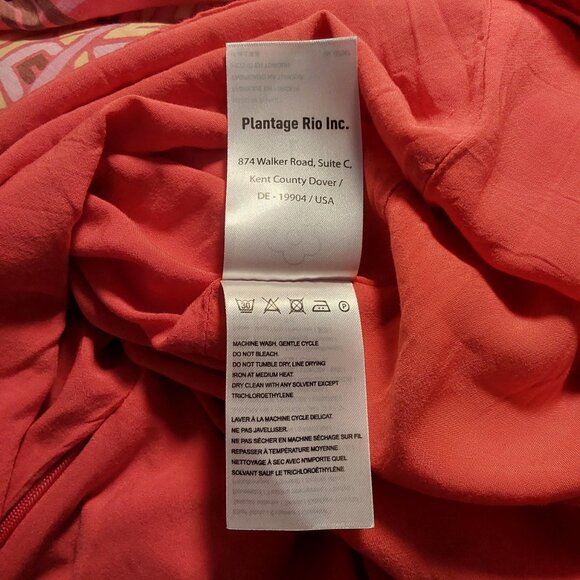 Plantage Rio Inc.
874 Walker Road, Suite C,
Kent County Dover /
DE - 19904 / USA
30
P
MACHINE WASH, GENTLE CYCLE
DO NOT BLEACH.
DO NOT TUMBLE DRY, LINE DRYING
IRON AT MEDIUM HEAT.
DRY CLEAN WITH ANY SOLVENT EXCEPT
TRICHLOROETHYLENE
LAVER À LA MACHINE CYCLE DELICAT.
NE PAS JAVELLISER.
NE PAS SÉCHER EN MACHINE SÉCHAGE SUR FIL
REPASSER À TEMPÉRATURE MOYENNE
NETTOYAGE À SEC AVEC N'IMPORTE QUEL
SOLVANT SAUF LE TRICHLOROÉTHYLÈNE